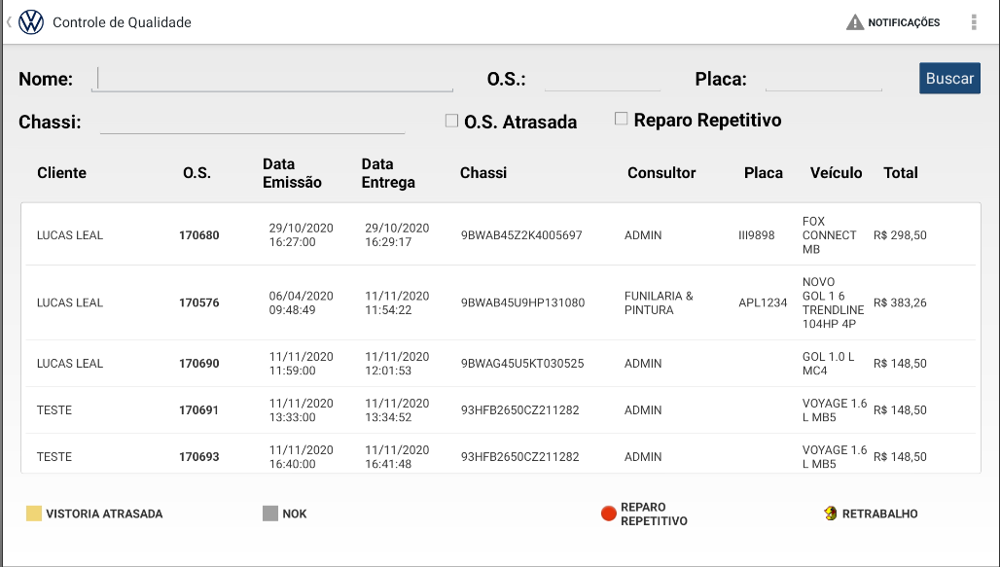 Controle de Qualidade
NOTIFICAÇÕES
Nome:
O.S.:
Placa:
Buscar
Chassi:
O.S. Atrasada
Reparo Repetitivo
Cliente
O.S.
Data
Emissão
Data
Entrega
Chassi
Consultor
Placa
Veículo
Total
LUCAS LEAL
170680
29/10/2020
16:27:00
29/10/2020
16:29:17
9BWAB45Z2K4005697
ADMIN
III9898
FOX
CONNECT
MB
R$ 298,50
LUCAS LEAL
170576
06/04/2020
09:48:49
11/11/2020
11:54:22
9BWAB45U9HP131080
FUNILARIA &
PINTURA
APL1234
NOVO
GOL 1 6
TRENDLINE
104HP 4P
R$ 383,26
LUCAS LEAL
170690
11/11/2020
11:59:00
11/11/2020
12:01:53
9BWAG45U5KT030525
ADMIN
GOL 1.0 L
MC4
R$ 148,50
TESTE
170691
11/11/2020
13:33:00
11/11/2020
13:34:52
93HFB2650CZ211282
ADMIN
VOYAGE 1.6
L MB5
R$ 148,50
TESTE
170693
11/11/2020
16:40:00
11/11/2020
16:41:48
93HFB2650CZ211282
ADMIN
VOYAGE 1.6
L MB5
R$ 148,50
VISTORIA ATRASADA
NOK
REPARO
REPETITIVO
RETRABALHO